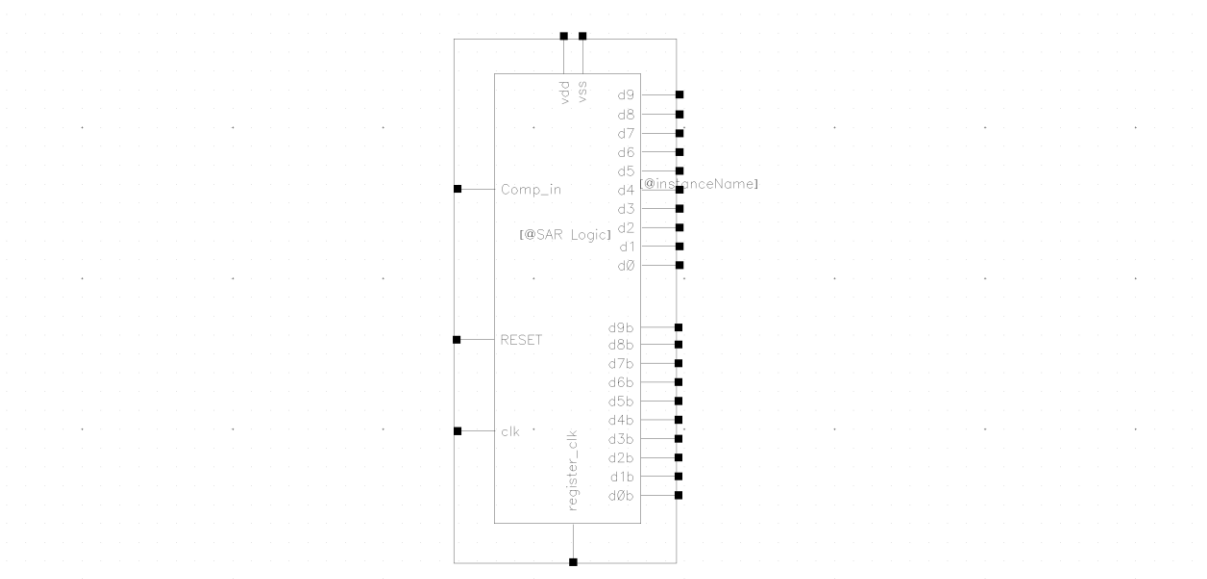 vdd
vss
d9
d8
d7
d6
d5
[@instanceName]
Comp_in
d4
d3
d2
[@SAR Logic]
d1
d0
d9b
RESET
d8b
d7b
d6b
d5b
d4b
clk
d3b
d2b
register_clk
d1b
d0b